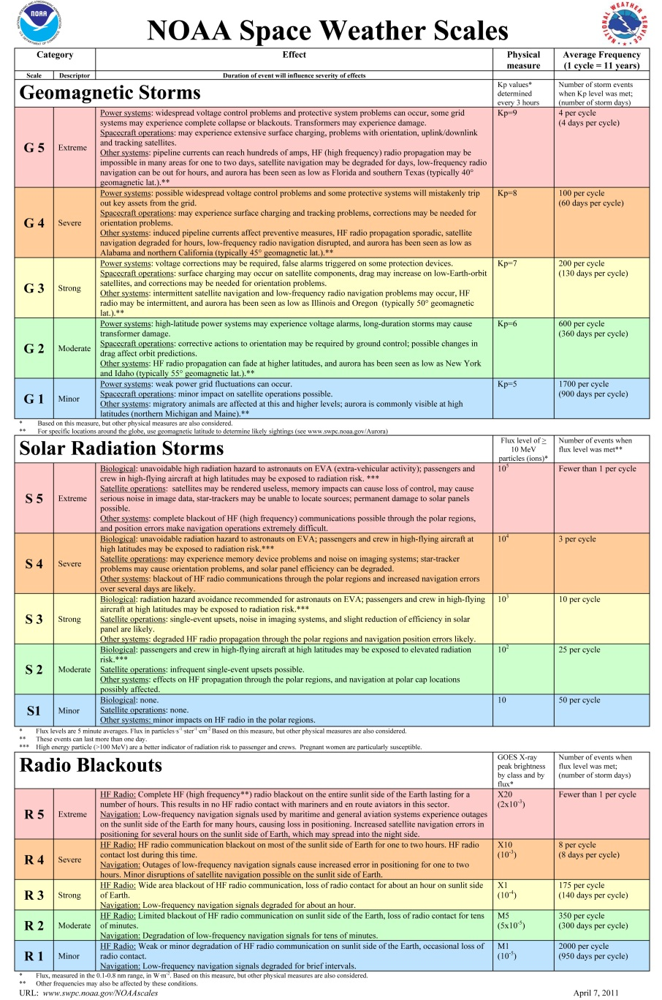 NOAA Space Weather Scales
NOAA
NATIONAL WEATHER SERVICE
Category
Effect
Physical
measure
Average Frequency
(1 cycle = 11 years)
Scale
Descriptor
Duration of event will influence severity of effects
Geomagnetic Storms
Kp values*
determined
every 3 hours
Number of storm events
when Kp level was met;
(number of storm days)
G 5
Extreme
Power systems: widespread voltage control problems and protective system problems can occur, some grid
systems may experience complete collapse or blackouts. Transformers may experience damage.
Spacecraft operations: may experience extensive surface charging, problems with orientation, uplink/downlink
and tracking satellites.
Other systems: pipeline currents can reach hundreds of amps, HF (high frequency) radio propagation may be
impossible in many areas for one to two days, satellite navigation may be degraded for days, low-frequency radio
navigation can be out for hours, and aurora has been seen as low as Florida and southern Texas (typically 40°
geomagnetic lat.).**
Kp=9
4 per cycle
(4 days per cycle)
G 4
Severe
Power systems: possible widespread voltage control problems and some protective systems will mistakenly trip
out key assets from the grid.
Spacecraft operations: may experience surface charging and tracking problems, corrections may be needed for
orientation problems.
Other systems: induced pipeline currents affect preventive measures, HF radio propagation sporadic, satellite
navigation degraded for hours, low-frequency radio navigation disrupted, and aurora has been seen as low as
Alabama and northern California (typically 45° geomagnetic lat.).**
Kp=8
100 per cycle
(60 days per cycle)
G 3
Strong
Power systems: voltage corrections may be required, false alarms triggered on some protection devices.
Spacecraft operations: surface charging may occur on satellite components, drag may increase on low-Earth-orbit
satellites, and corrections may be needed for orientation problems.
Other systems: intermittent satellite navigation and low-frequency radio navigation problems may occur, HF
radio may be intermittent, and aurora has been seen as low as Illinois and Oregon (typically 50° geomagnetic
lat.).**
Kp=7
200 per cycle
(130 days per cycle)
G 2
Moderate
Power systems: high-latitude power systems may experience voltage alarms, long-duration storms may cause
transformer damage.
Spacecraft operations: corrective actions to orientation may be required by ground control; possible changes in
drag affect orbit predictions.
Other systems: HF radio propagation can fade at higher latitudes, and aurora has been seen as low as New York
and Idaho (typically 55° geomagnetic lat.).**
Kp=6
600 per cycle
(360 days per cycle)
G 1
Minor
Power systems: weak power grid fluctuations can occur.
Spacecraft operations: minor impact on satellite operations possible.
Other systems: migratory animals are affected at this and higher levels; aurora is commonly visible at high
latitudes (northern Michigan and Maine).**
Kp=5
1700 per cycle
(900 days per cycle)
* Based on this measure, but other physical measures are also considered.
** For specific locations around the globe, use geomagnetic latitude to determine likely sightings (see www.swpc.noaa.gov/Aurora)
Solar Radiation Storms
Flux level of ≥
10 MeV
particles (ions)*
Number of events when
flux level was met**
S 5
Extreme
Biological: unavoidable high radiation hazard to astronauts on EVA (extra-vehicular activity); passengers and
crew in high-flying aircraft at high latitudes may be exposed to radiation risk. ***
Satellite operations: satellites may be rendered useless, memory impacts can cause loss of control, may cause
serious noise in image data, star-trackers may be unable to locate sources; permanent damage to solar panels
possible.
Other systems: complete blackout of HF (high frequency) communications possible through the polar regions,
and position errors make navigation operations extremely difficult.
10⁵
Fewer than 1 per cycle
S 4
Severe
Biological: unavoidable radiation hazard to astronauts on EVA; passengers and crew in high-flying aircraft at
high latitudes may be exposed to radiation risk.***
Satellite operations: may experience memory device problems and noise on imaging systems; star-tracker
problems may cause orientation problems, and solar panel efficiency can be degraded.
Other systems: blackout of HF radio communications through the polar regions and increased navigation errors
over several days are likely.
10⁴
3 per cycle
S 3
Strong
Biological: radiation hazard avoidance recommended for astronauts on EVA; passengers and crew in high-flying
aircraft at high latitudes may be exposed to radiation risk.***
Satellite operations: single-event upsets, noise in imaging systems, and slight reduction of efficiency in solar
panel are likely.
Other systems: degraded HF radio propagation through the polar regions and navigation position errors likely.
10³
10 per cycle
S 2
Moderate
Biological: passengers and crew in high-flying aircraft at high latitudes may be exposed to elevated radiation
risk.***
Satellite operations: infrequent single-event upsets possible.
Other systems: effects on HF propagation through the polar regions, and navigation at polar cap locations
possibly affected.
10²
25 per cycle
S1
Minor
Biological: none.
Satellite operations: none.
Other systems: minor impacts on HF radio in the polar regions.
10
50 per cycle
* Flux levels are 5 minute averages. Flux in particles·s⁻¹·ster⁻¹·cm⁻² Based on this measure, but other physical measures are also considered.
** These events can last more than one day.
*** High energy particle (>100 MeV) are a better indicator of radiation risk to passenger and crews. Pregnant women are particularly susceptible.
Radio Blackouts
GOES X-ray
peak brightness
by class and by
flux*
Number of events when
flux level was met;
(number of storm days)
R 5
Extreme
HF Radio: Complete HF (high frequency**) radio blackout on the entire sunlit side of the Earth lasting for a
number of hours. This results in no HF radio contact with mariners and en route aviators in this sector.
Navigation: Low-frequency navigation signals used by maritime and general aviation systems experience outages
on the sunlit side of the Earth for many hours, causing loss in positioning. Increased satellite navigation errors in
positioning for several hours on the sunlit side of Earth, which may spread into the night side.
X20
(2x10⁻³)
Fewer than 1 per cycle
R 4
Severe
HF Radio: HF radio communication blackout on most of the sunlit side of Earth for one to two hours. HF radio
contact lost during this time.
Navigation: Outages of low-frequency navigation signals cause increased error in positioning for one to two
hours. Minor disruptions of satellite navigation possible on the sunlit side of Earth.
X10
(10⁻³)
8 per cycle
(8 days per cycle)
R 3
Strong
HF Radio: Wide area blackout of HF radio communication, loss of radio contact for about an hour on sunlit side
of Earth.
Navigation: Low-frequency navigation signals degraded for about an hour.
X1
(10⁻⁴)
175 per cycle
(140 days per cycle)
R 2
Moderate
HF Radio: Limited blackout of HF radio communication on sunlit side of the Earth, loss of radio contact for tens
of minutes.
Navigation: Degradation of low-frequency navigation signals for tens of minutes.
M5
(5x10⁻⁵)
350 per cycle
(300 days per cycle)
R 1
Minor
HF Radio: Weak or minor degradation of HF radio communication on sunlit side of the Earth, occasional loss of
radio contact.
Navigation: Low-frequency navigation signals degraded for brief intervals.
M1
(10⁻⁵)
2000 per cycle
(950 days per cycle)
* Flux, measured in the 0.1-0.8 nm range, in W·m⁻². Based on this measure, but other physical measures are also considered.
** Other frequencies may also be affected by these conditions.
URL: www.swpc.noaa.gov/NOAAscales
April 7, 2011